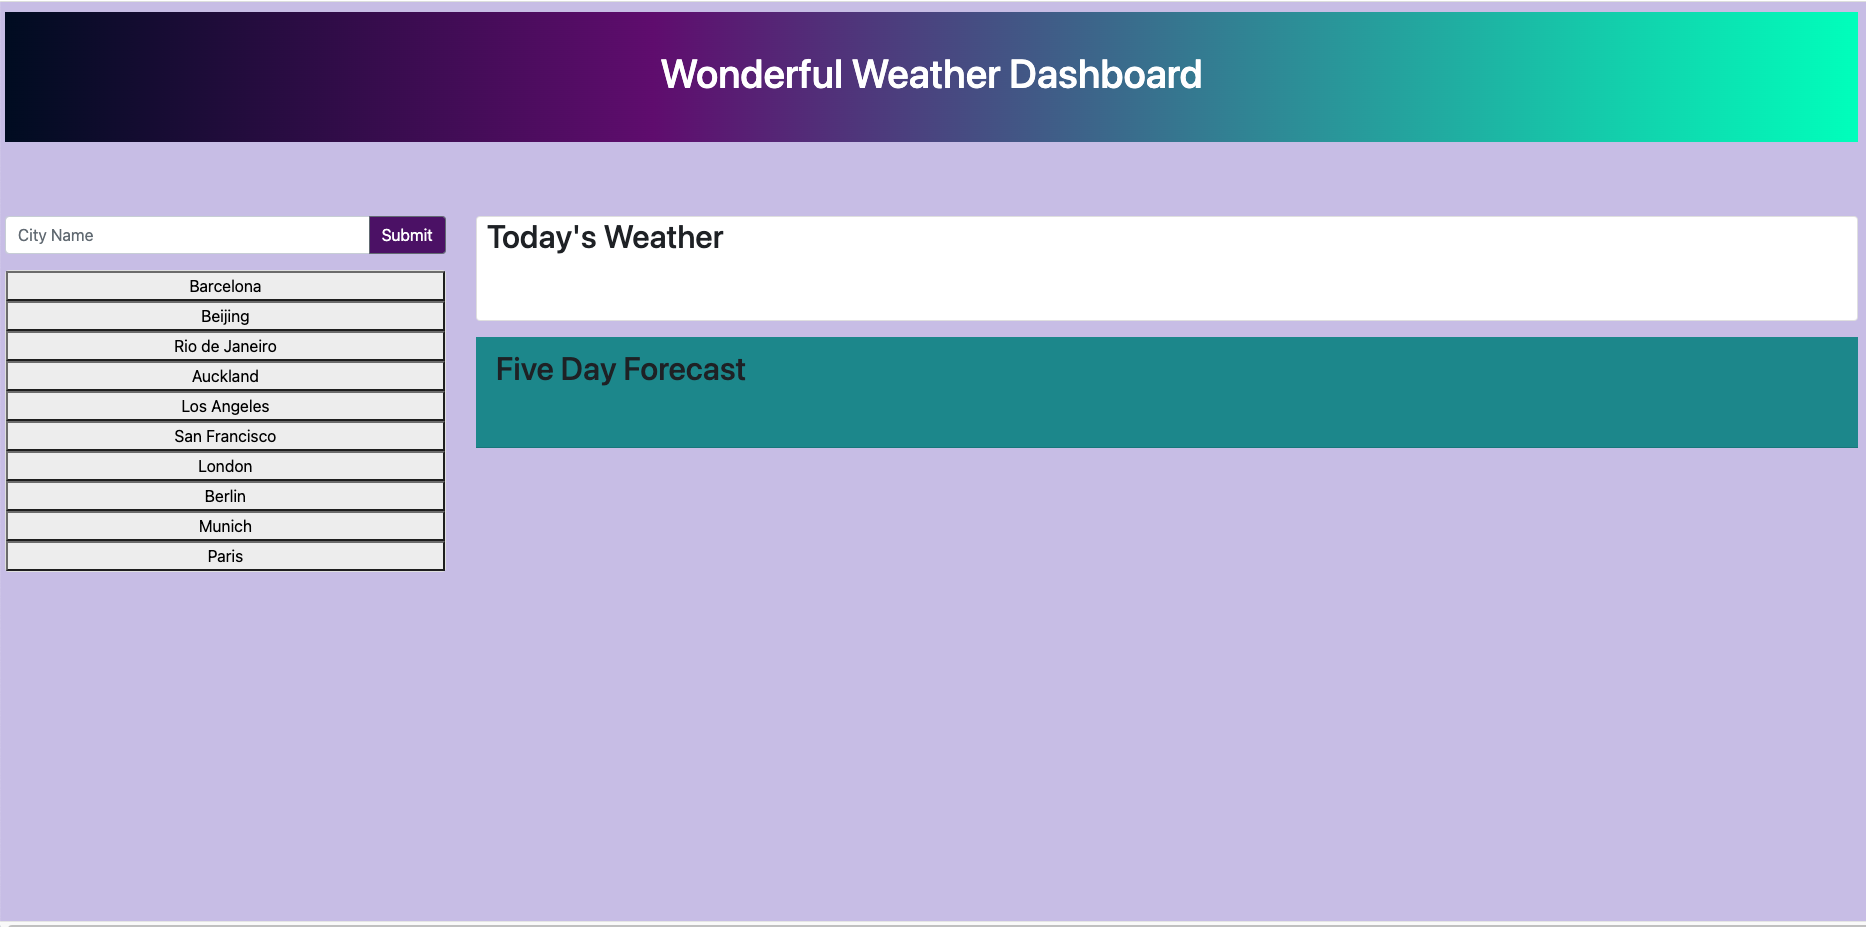 Wonderful Weather Dashboard
City Name
Submit
Barcelona
Beijing
Rio de Janeiro
Auckland
Los Angeles
San Francisco
London
Berlin
Munich
Paris
Today's Weather
Five Day Forecast